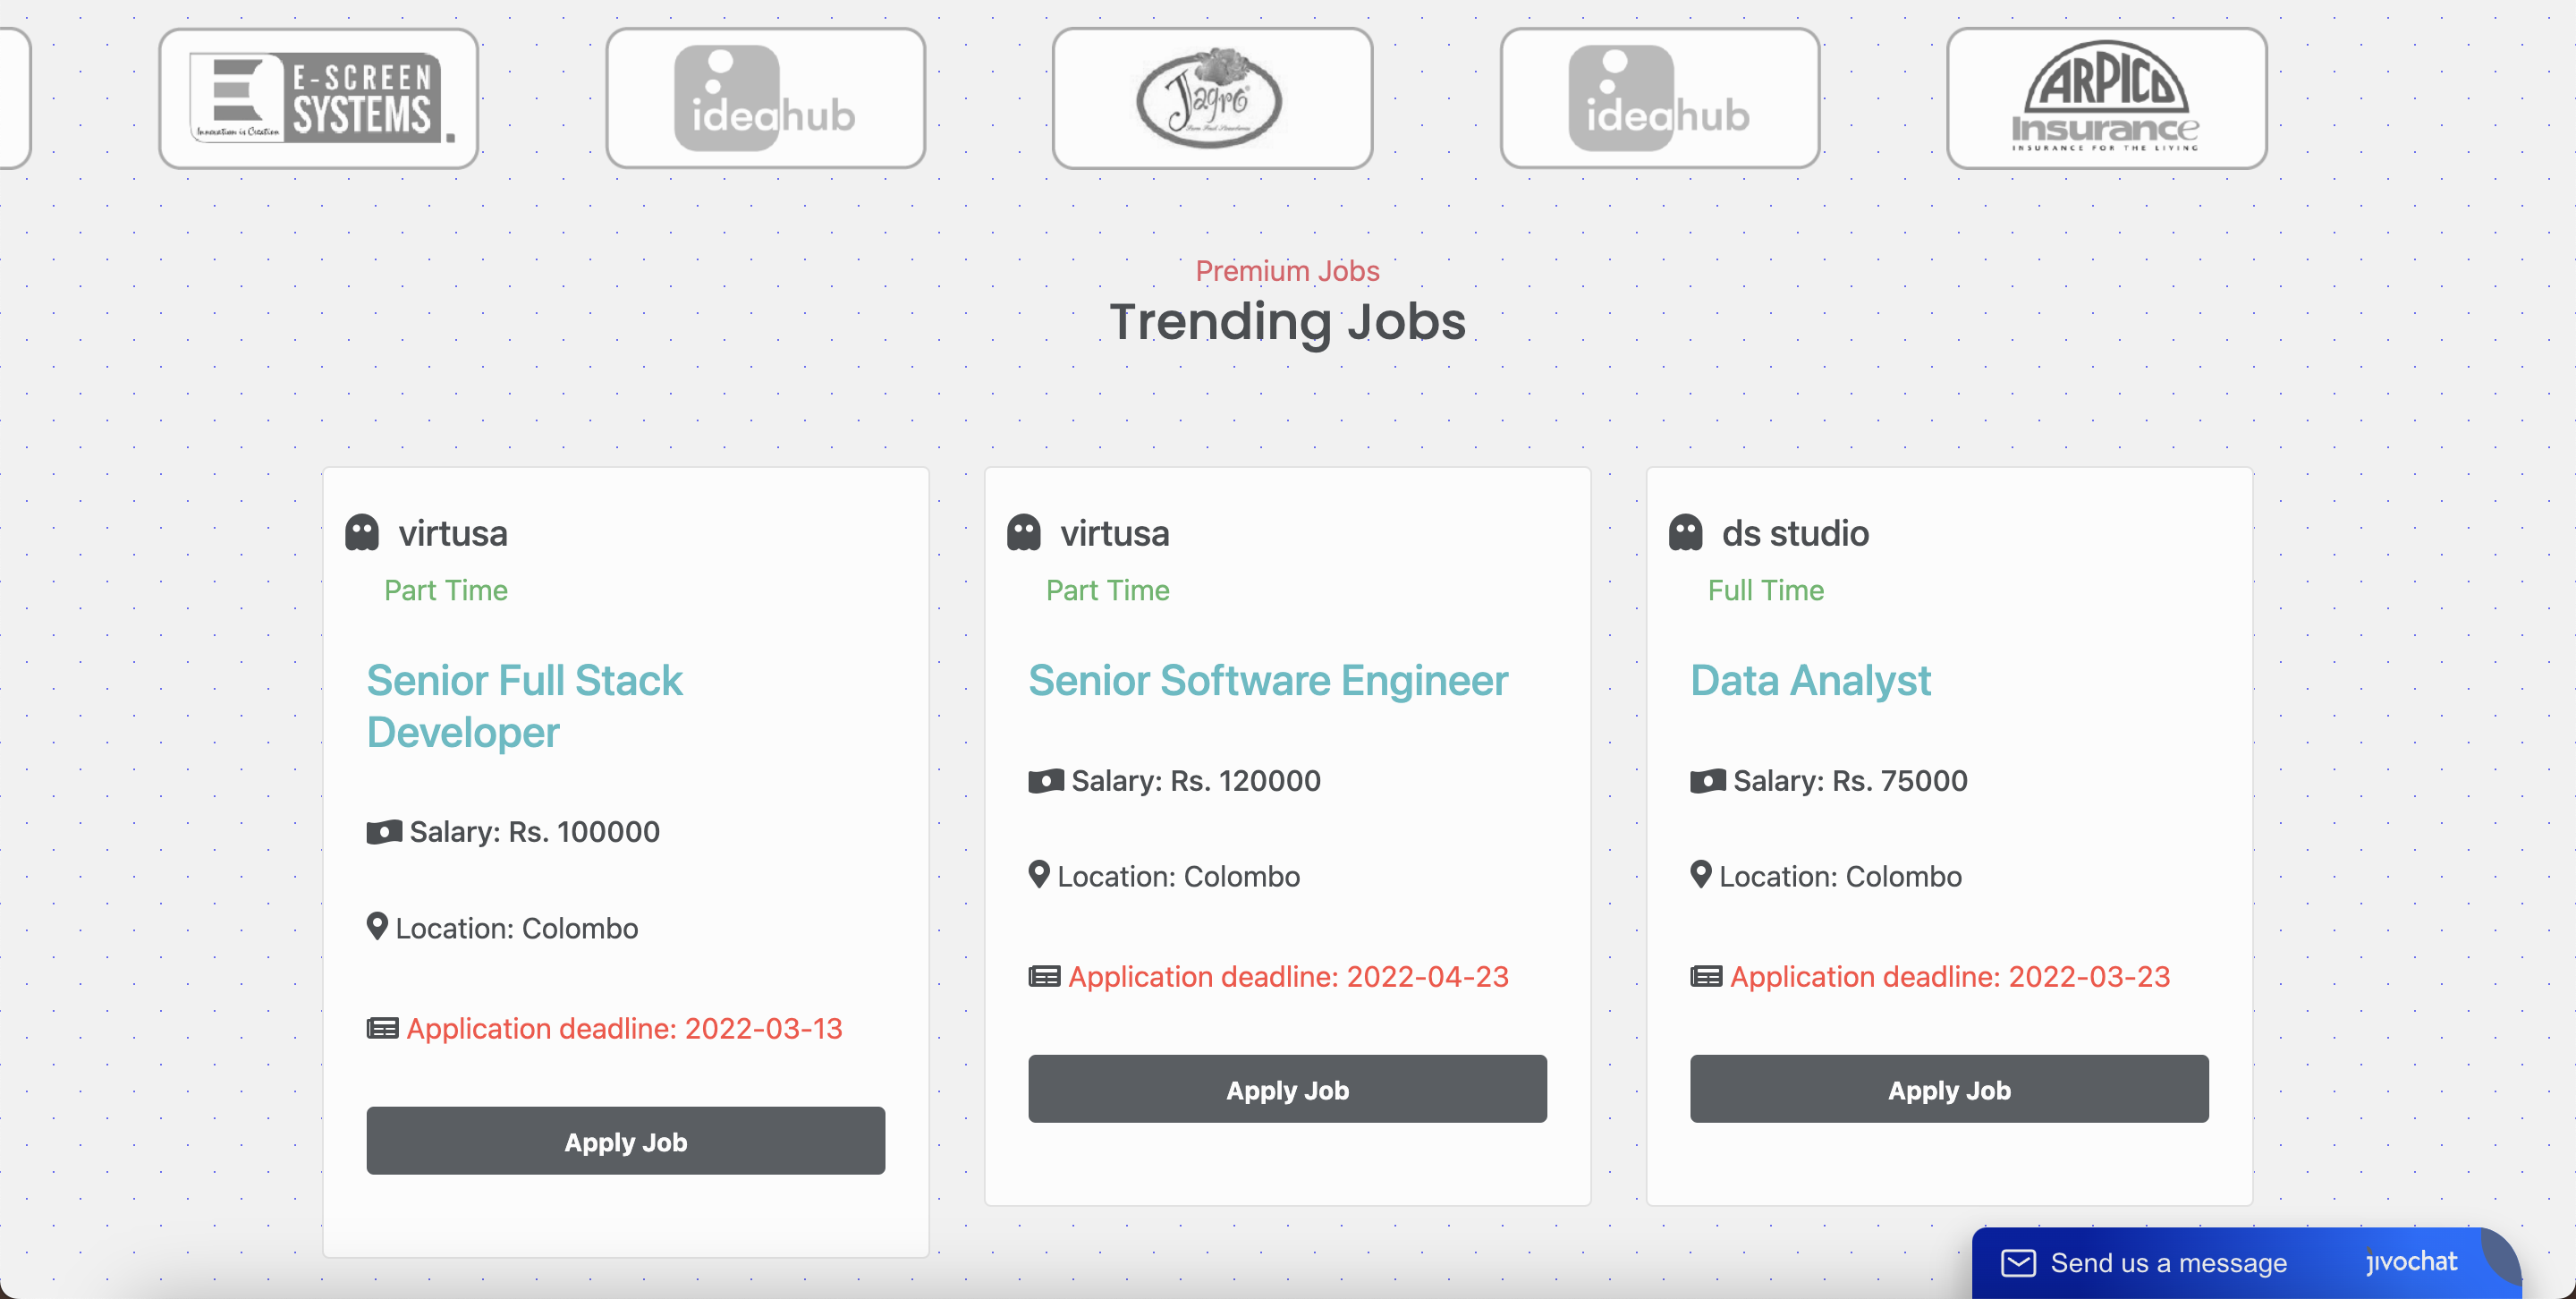 E-SCREEN
SYSTEMS
Innovation is Creation
ideahub
Jagro
ideahub
ARPICO
Insurance
INSURANCE FOR THE LIVING
Premium Jobs
Trending Jobs
virtusa
Part Time
Senior Full Stack
Developer
Salary: Rs. 100000
Location: Colombo
Application deadline: 2022-03-13
Apply Job
virtusa
Part Time
Senior Software Engineer
Salary: Rs. 120000
Location: Colombo
Application deadline: 2022-04-23
Apply Job
ds studio
Full Time
Data Analyst
Salary: Rs. 75000
Location: Colombo
Application deadline: 2022-03-23
Apply Job
Send us a message
jivochat